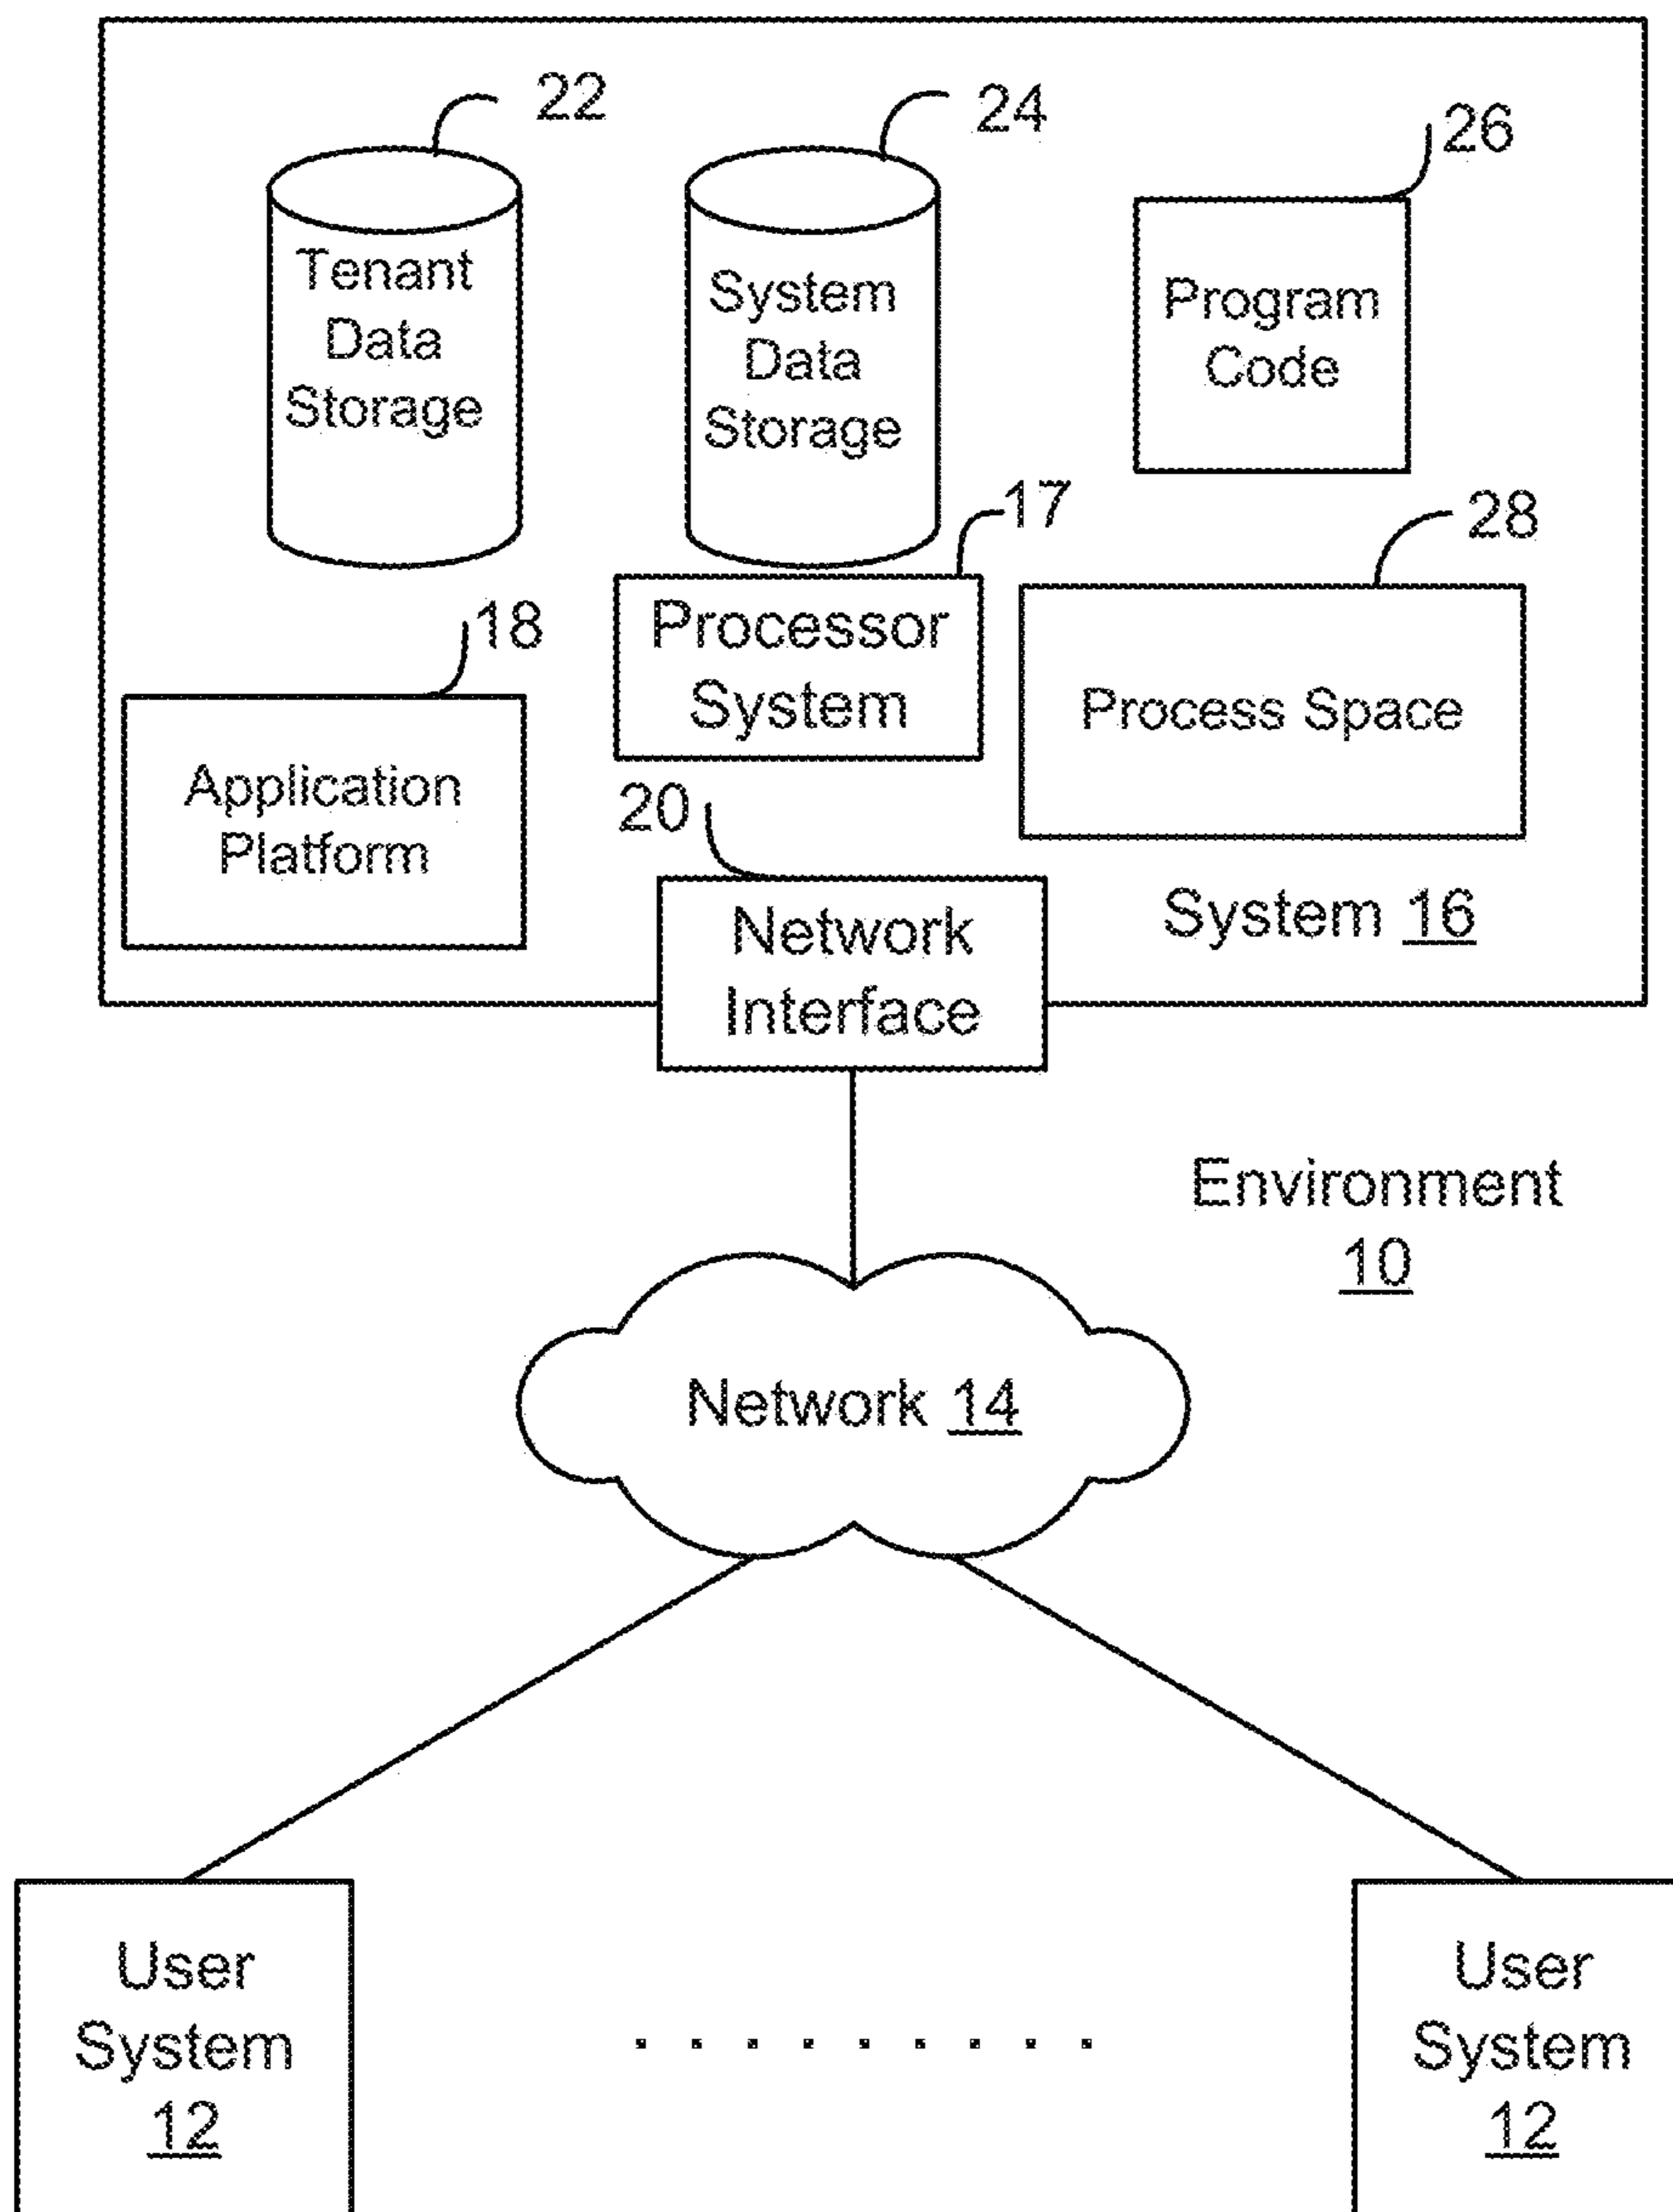 22
24
26
Tenant
Data
Storage
System
Data
Storage
Program
Code
17
28
18
Processor
System
Process Space
Application
Platform
20
Network
Interface
System 16
Environment
10
Network 14
User
System
12
.........
User
System
12